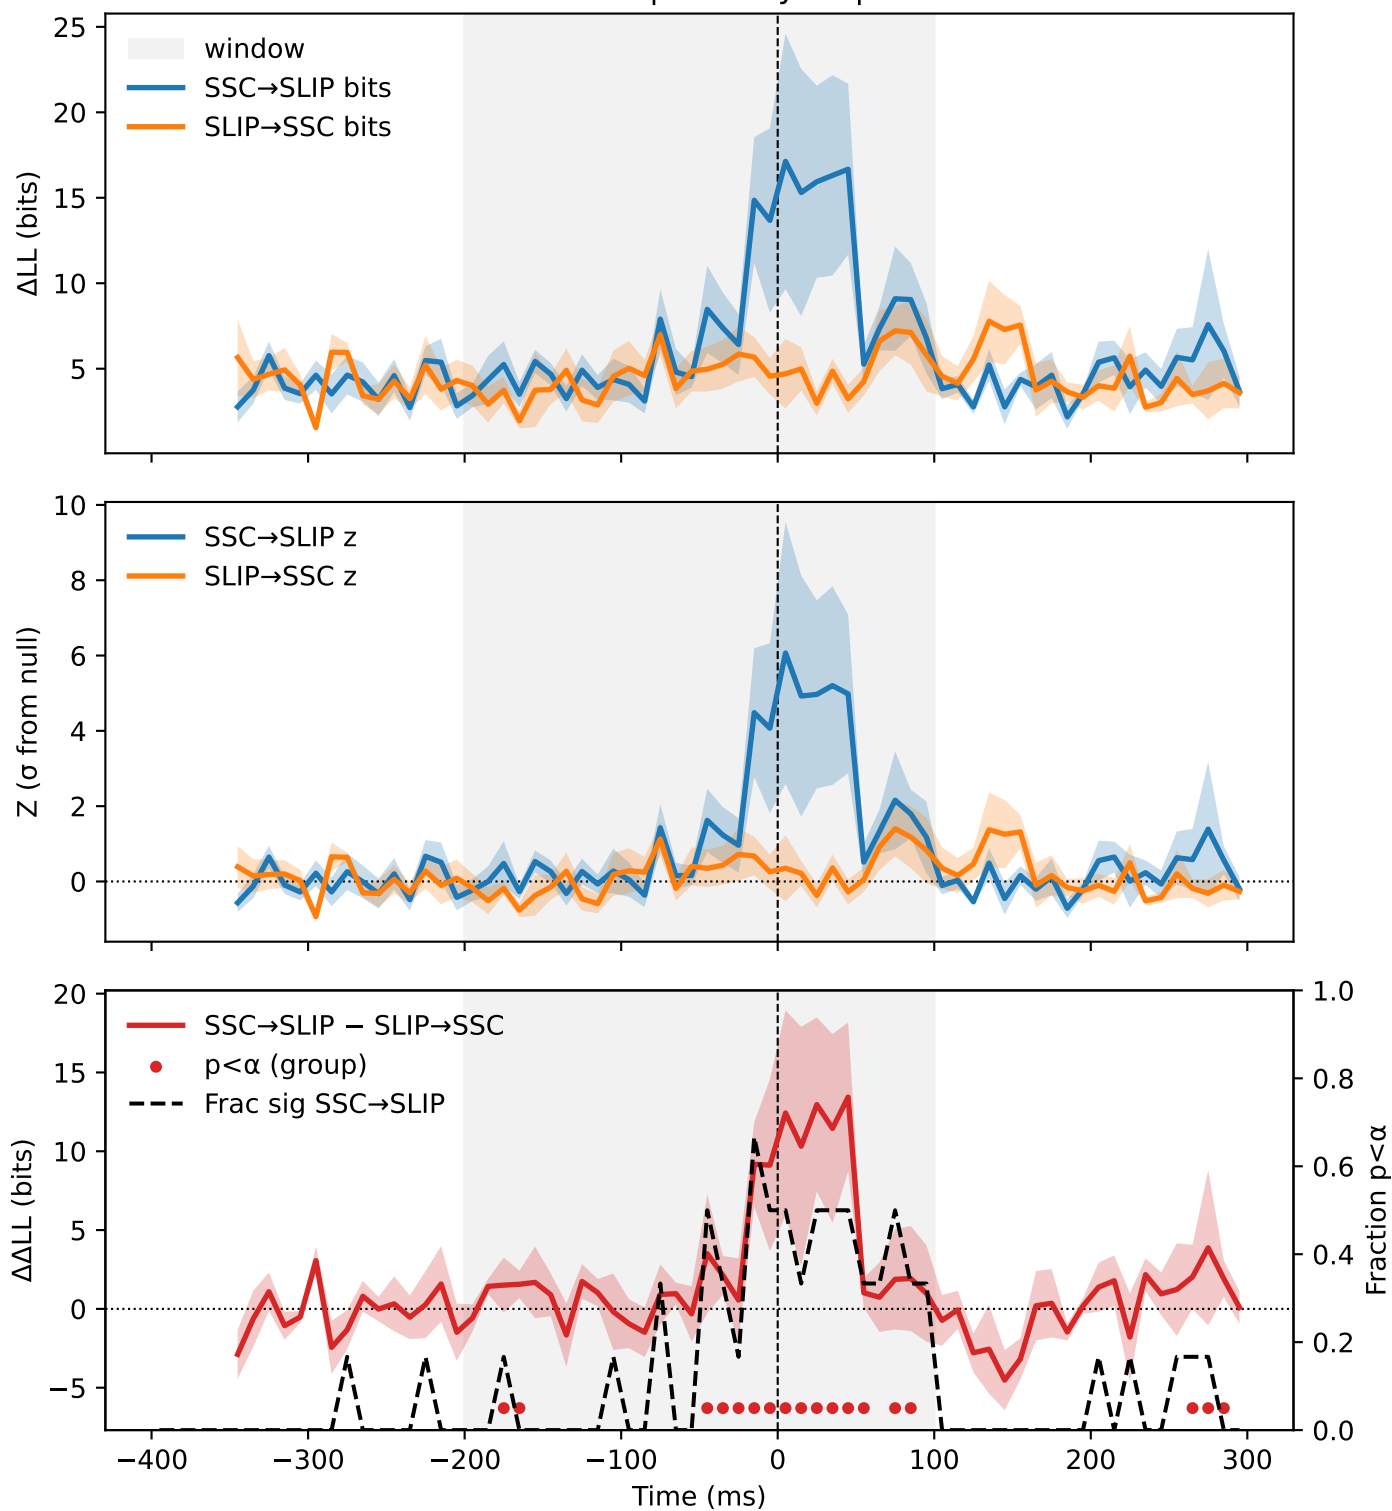 25
20
15
10
5
ΔLL (bits)
window
SSC→SLIP bits
SLIP→SSC bits
10
8
6
4
2
0
Z (σ from null)
SSC→SLIP z
SLIP→SSC z
20
15
10
5
0
−5
ΔΔLL (bits)
SSC→SLIP − SLIP→SSC
p<α (group)
Frac sig SSC→SLIP
1.0
0.8
0.6
0.4
0.2
0.0
Fraction p<α
−400 −300 −200 −100 0 100 200 300
Time (ms)